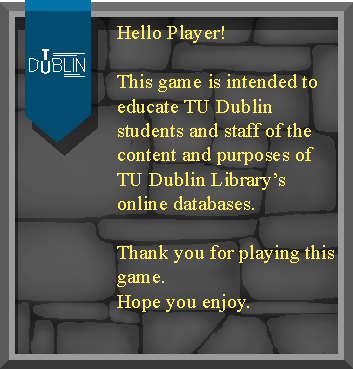 TU
DUBLIN
Hello Player!
This game is intended to
educate TU Dublin
students and staff of the
content and purposes of
TU Dublin Library’s
online databases.
Thank you for playing this
game.
Hope you enjoy.